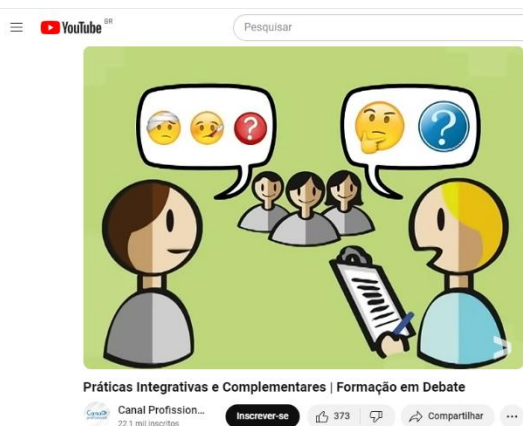 YouTube BR
Pesquisar
? ?
Práticas Integrativas e Complementares | Formação em Debate
Canal Profission...
22,1 mil inscritos
Inscrever-se 373 Compartilhar ...